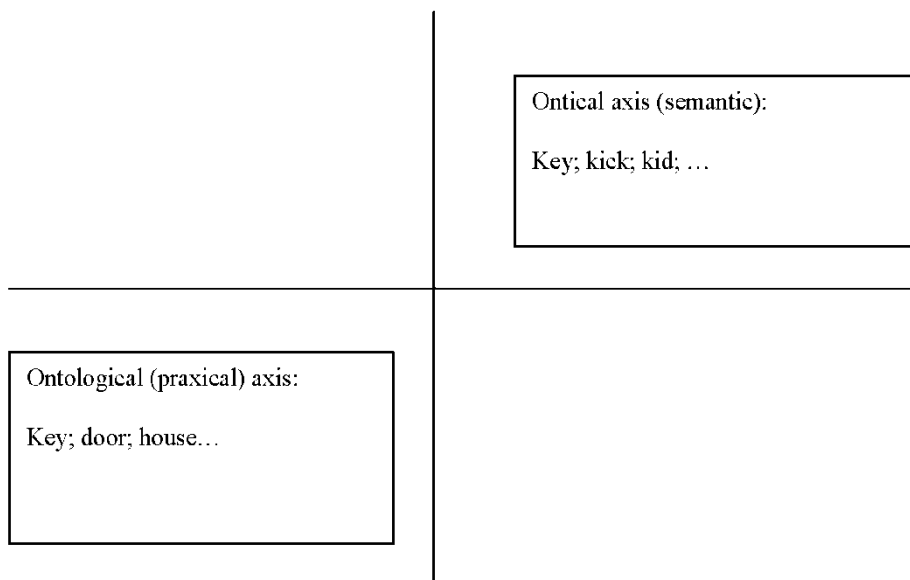 Ontical axis (semantic):
Key; kick; kid; …
Ontological (praxical) axis:
Key; door; house…